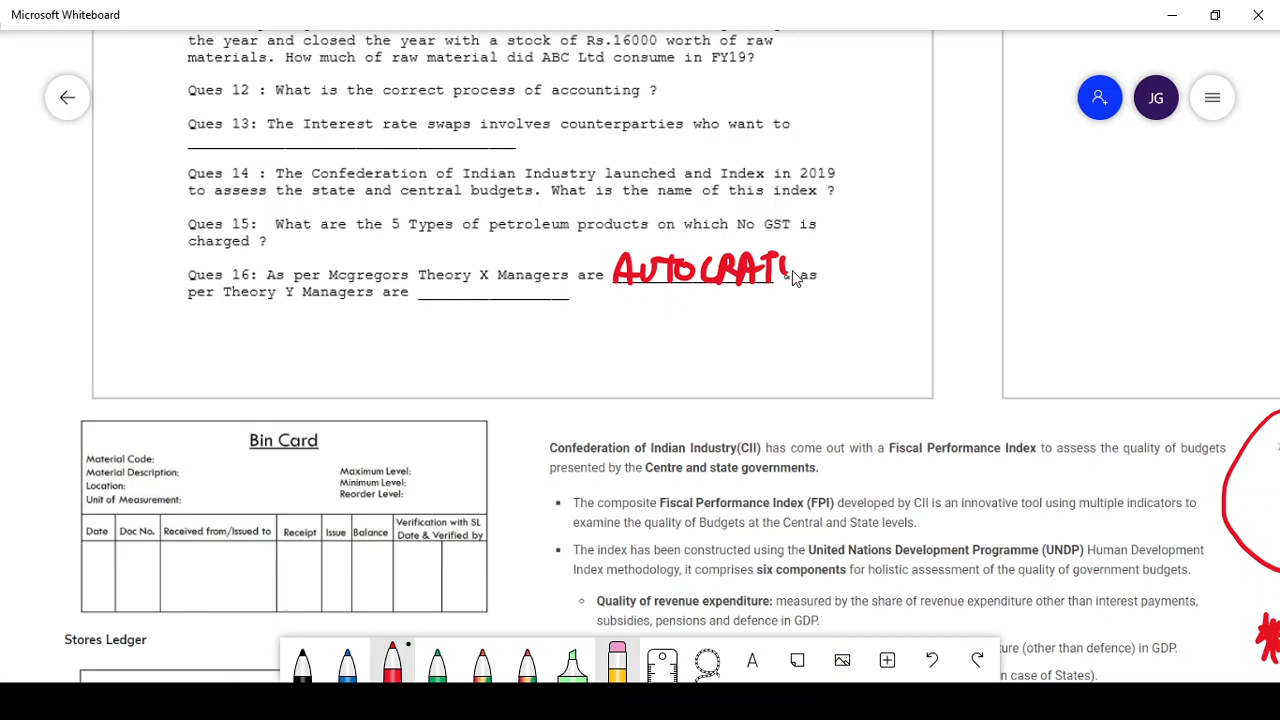 Microsoft Whiteboard
the year and closed the year with a stock of Rs.16000 worth of raw
materials. How much of raw material did ABC Ltd consume in FY19?
Ques 12 : What is the correct process of accounting ?
JG
Ques 13: The Interest rate swaps involves counterparties who want to
Ques 14 : The Confederation of Indian Industry launched and Index in 2019
to assess the state and central budgets. What is the name of this index ?
Ques 15: What are the 5 Types of petroleum products on which No GST is
charged ?
Ques 16: As per Mcgregors Theory X Managers are AUTOCRATI & as
per Theory Y Managers are
Bin Card
Material Code:
Material Description:
Location:
Unit of Measurement:
Maximum Level:
Minimum Level:
Reorder Level:
Date Doc No. Received from/Issued to Receipt Issue Balance Verification with SL
Date & Verified by
Stores Ledger
Confederation of Indian Industry(CII) has come out with a Fiscal Performance Index to assess the quality of budgets
presented by the Centre and state governments.
▪ The composite Fiscal Performance Index (FPI) developed by CII is an innovative tool using multiple indicators to
examine the quality of Budgets at the Central and State levels.
▪ The index has been constructed using the United Nations Development Programme (UNDP) Human Development
Index methodology, it comprises six components for holistic assessment of the quality of government budgets.
○ Quality of revenue expenditure: measured by the share of revenue expenditure other than interest payments,
subsidies, pensions and defence in GDP.
(other than defence) in GDP.
n case of States).